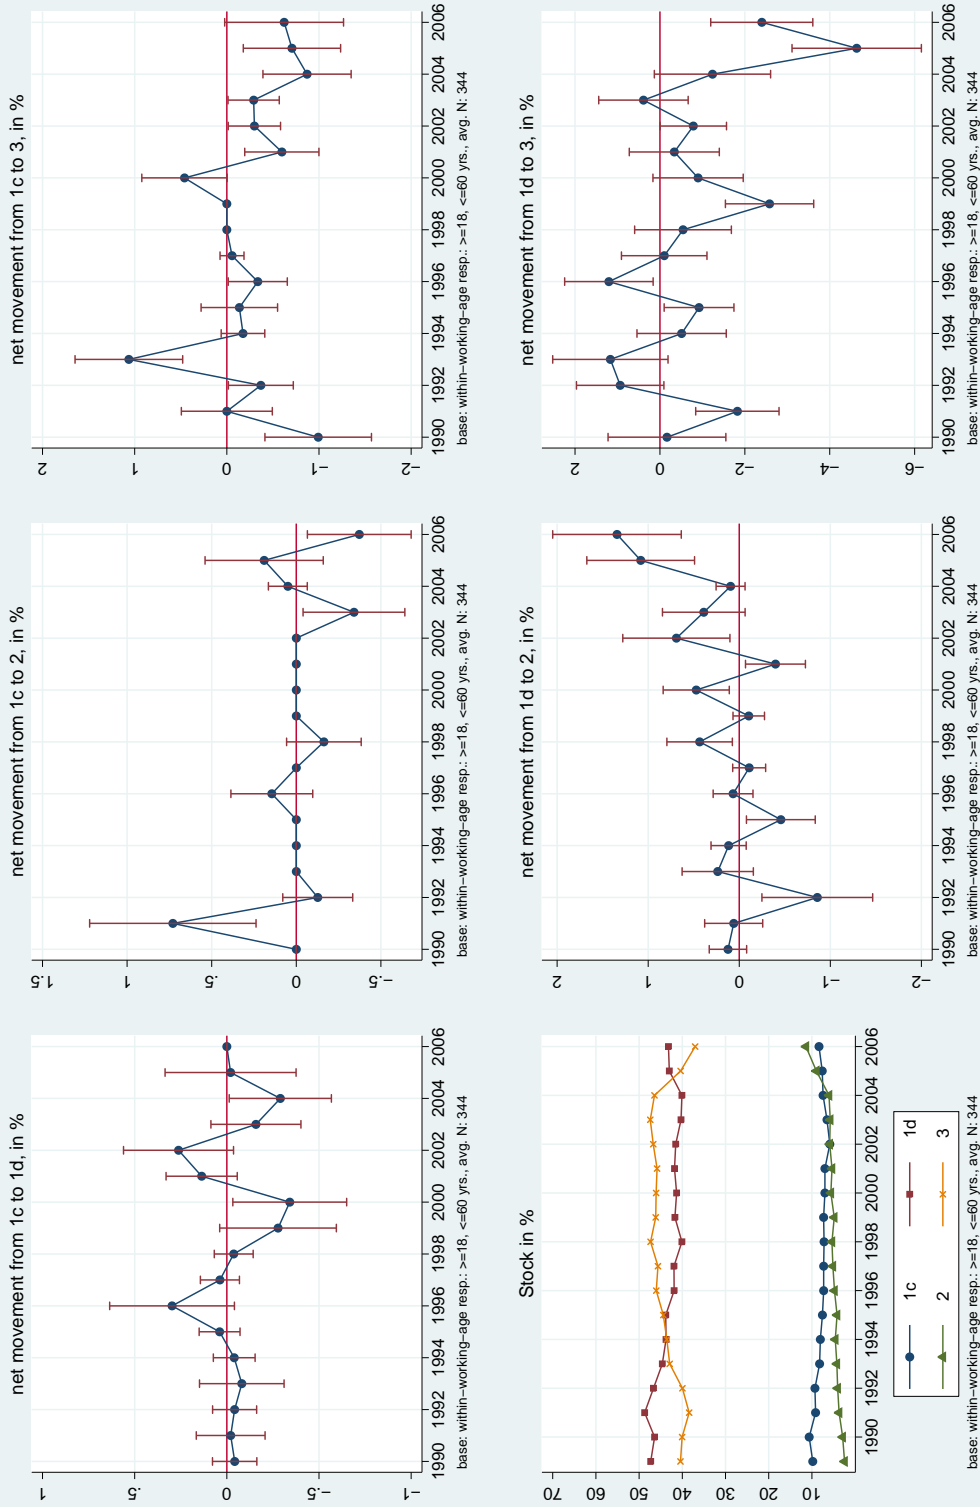 net movement from 1c to 1d, in %
1
.5
0
−.5
−1
1990 1992 1994 1996 1998 2000 2002 2004 2006
base: within−working−age resp.: >=18, <=60 yrs., avg. N: 344
net movement from 1c to 2, in %
1.5
1
.5
0
−.5
1990 1992 1994 1996 1998 2000 2002 2004 2006
base: within−working−age resp.: >=18, <=60 yrs., avg. N: 344
net movement from 1c to 3, in %
2
1
0
−1
−2
1990 1992 1994 1996 1998 2000 2002 2004 2006
base: within−working−age resp.: >=18, <=60 yrs., avg. N: 344
Stock in %
70
60
50
40
30
20
10
1990 1992 1994 1996 1998 2000 2002 2004 2006
1c 1d
2 3
base: within−working−age resp.: >=18, <=60 yrs., avg. N: 344
net movement from 1d to 2, in %
2
1
0
−1
−2
1990 1992 1994 1996 1998 2000 2002 2004 2006
base: within−working−age resp.: >=18, <=60 yrs., avg. N: 344
net movement from 1d to 3, in %
2
0
−2
−4
−6
1990 1992 1994 1996 1998 2000 2002 2004 2006
base: within−working−age resp.: >=18, <=60 yrs., avg. N: 344